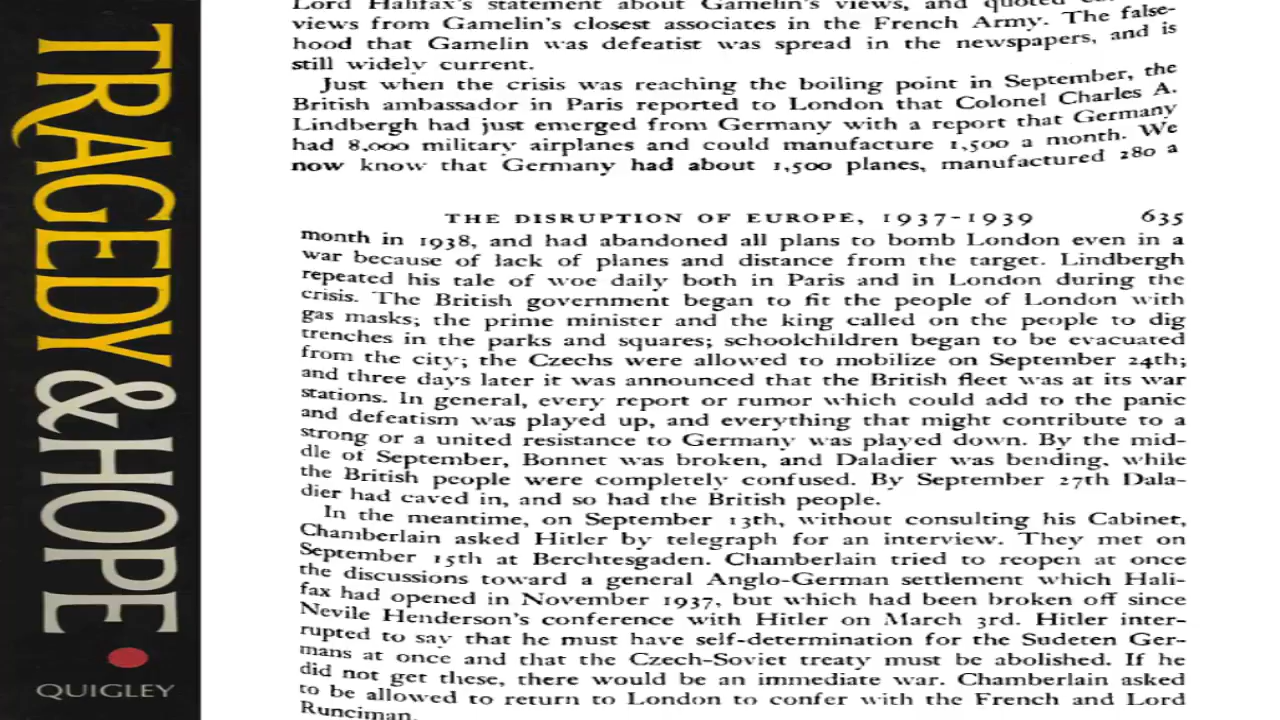 TRAGEDY & HOPE
QUIGLEY
Lord Halifax's statement about Gamelin's views, and quoted
views from Gamelin's closest associates in the French Army. The false-
hood that Gamelin was defeatist was spread in the newspapers, and is
still widely current.
Just when the crisis was reaching the boiling point in September, the
British ambassador in Paris reported to London that Colonel Charles A.
Lindbergh had just emerged from Germany with a report that Germany
had 8,000 military airplanes and could manufacture 1,500 a month. We
now know that Germany had about 1,500 planes, manufactured 280 a
THE DISRUPTION OF EUROPE, 1937-1939 635
month in 1938, and had abandoned all plans to bomb London even in a
war because of lack of planes and distance from the target. Lindbergh
repeated his tale of woe daily both in Paris and in London during the
crisis. The British government began to fit the people of London with
gas masks; the prime minister and the king called on the people to dig
trenches in the parks and squares; schoolchildren began to be evacuated
from the city; the Czechs were allowed to mobilize on September 24th;
and three days later it was announced that the British fleet was at its war
stations. In general, every report or rumor which could add to the panic
and defeatism was played up, and everything that might contribute to a
strong or a united resistance to Germany was played down. By the mid-
dle of September, Bonnet was broken, and Daladier was bending, while
the British people were completely confused. By September 27th Dala-
dier had caved in, and so had the British people.
In the meantime, on September 13th, without consulting his Cabinet,
Chamberlain asked Hitler by telegraph for an interview. They met on
September 15th at Berchtesgaden. Chamberlain tried to reopen at once
the discussions toward a general Anglo-German settlement which Hali-
fax had opened in November 1937, but which had been broken off since
Nevile Henderson's conference with Hitler on March 3rd. Hitler inter-
rupted to say that he must have self-determination for the Sudeten Ger-
mans at once and that the Czech-Soviet treaty must be abolished. If he
did not get these, there would be an immediate war. Chamberlain asked
to be allowed to return to London to confer with the French and Lord
Runciman.